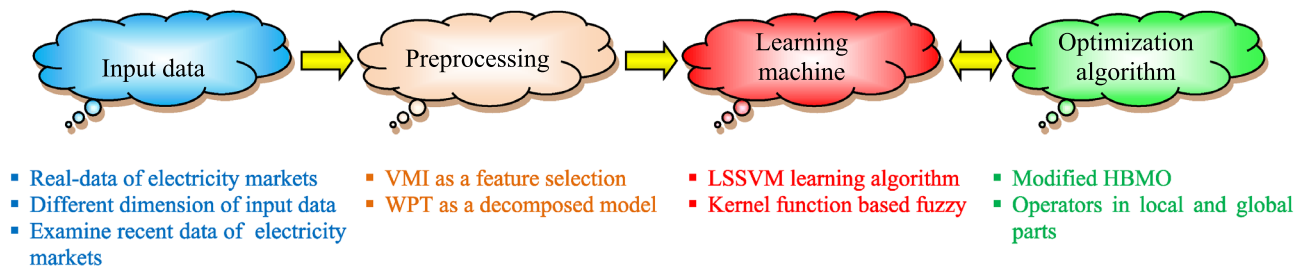 Input data
Preprocessing
Learning
machine
Optimization
algorithm
▪ Real-data of electricity markets
▪ Different dimension of input data
▪ Examine recent data of electricity
markets
▪ VMI as a feature selection
▪ WPT as a decomposed model
▪ LSSVM learning algorithm
▪ Kernel function based fuzzy
▪ Modified HBMO
▪ Operators in local and global
parts